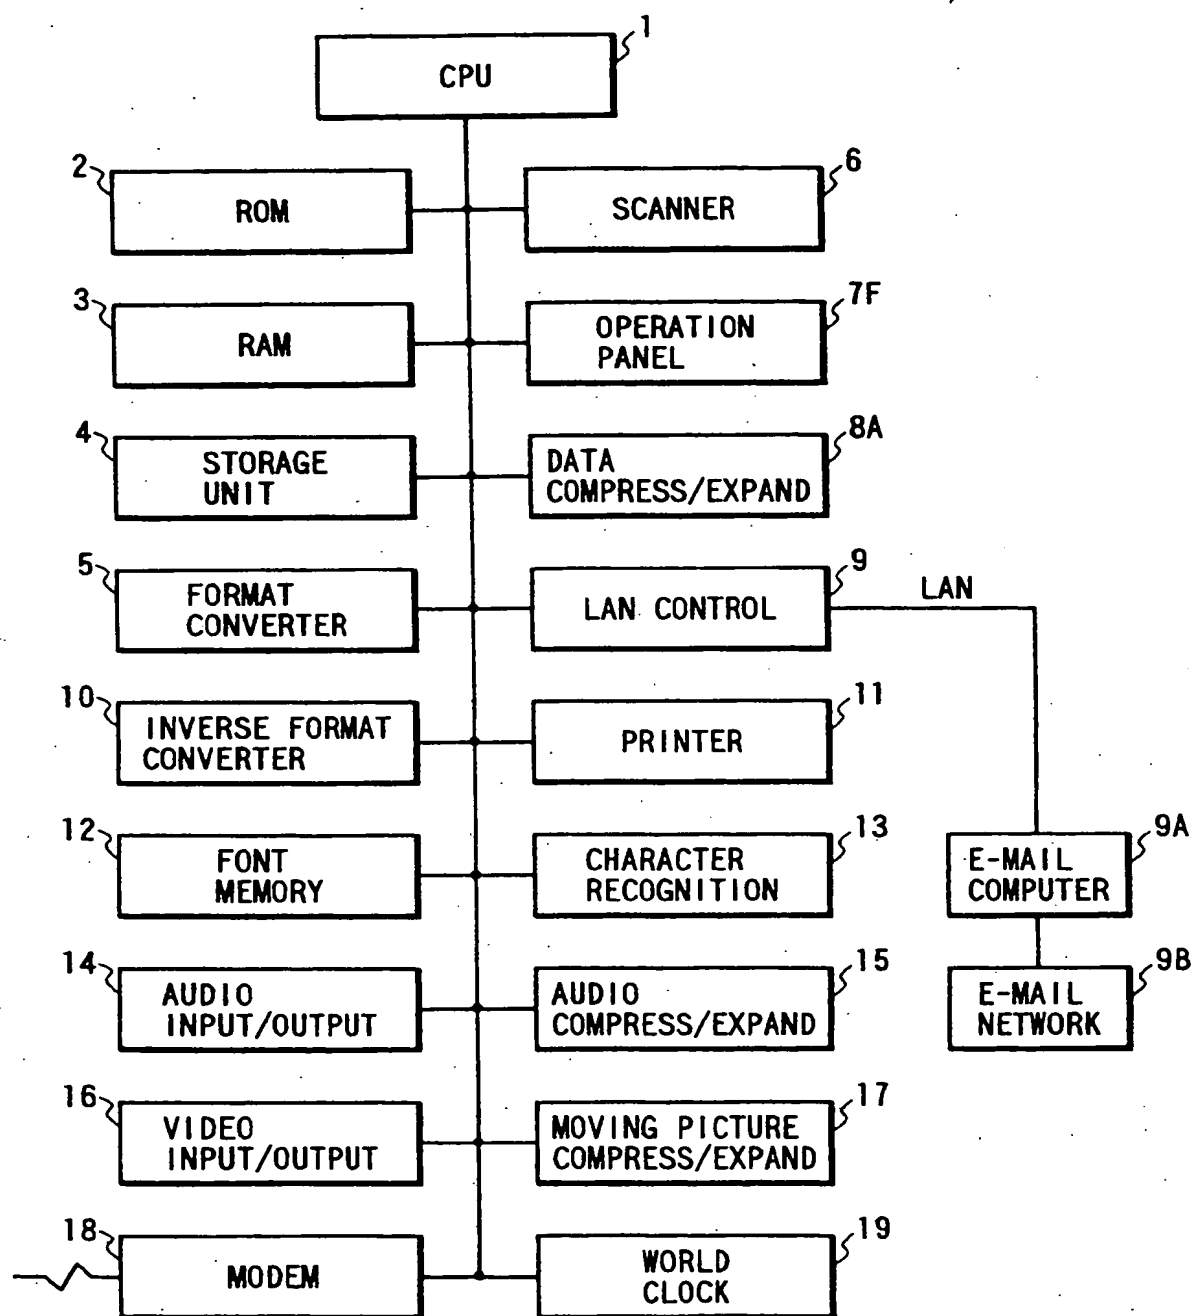 1
CPU
2
ROM
6
SCANNER
3
RAM
7F
OPERATION
PANEL
4
STORAGE
UNIT
8A
DATA
COMPRESS/EXPAND
5
FORMAT
CONVERTER
9
LAN CONTROL
LAN
10
INVERSE FORMAT
CONVERTER
11
PRINTER
12
FONT
MEMORY
13
CHARACTER
RECOGNITION
9A
E-MAIL
COMPUTER
14
AUDIO
INPUT/OUTPUT
15
AUDIO
COMPRESS/EXPAND
9B
E-MAIL
NETWORK
16
VIDEO
INPUT/OUTPUT
17
MOVING PICTURE
COMPRESS/EXPAND
18
MODEM
19
WORLD
CLOCK